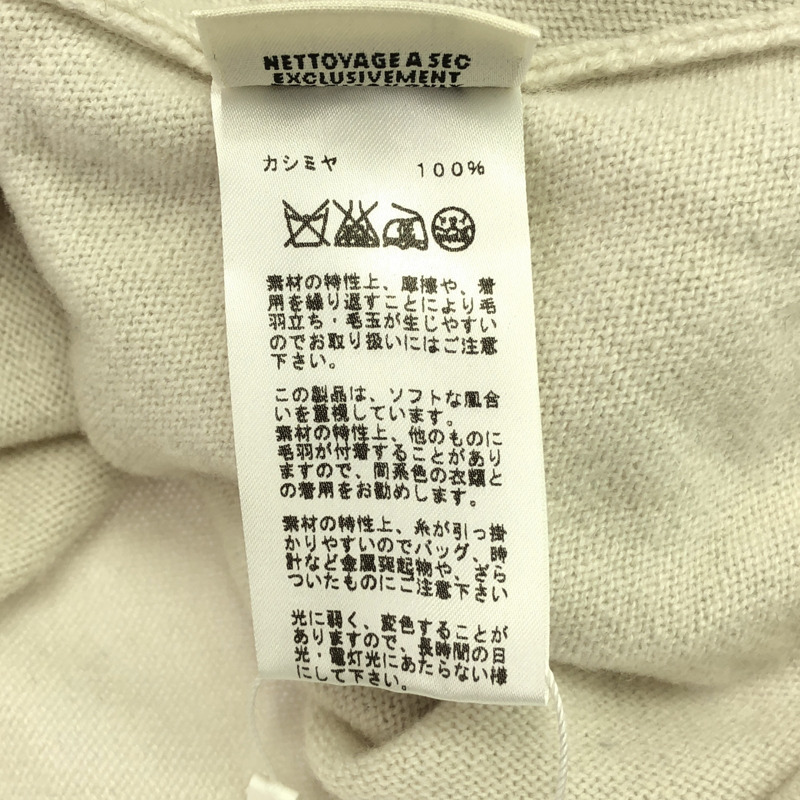 NETTOYAGE A SEC
EXCLUSIVEMENT
カシミヤ 100%
素材の特性上、摩擦や、着
用を繰り返すことにより毛
羽立ち・毛玉が生じやすい
のでお取り扱いにはご注意
下さい。
この製品は、ソフトな風合
いを重視しています。
素材の特性上、他のものに
毛羽が付着することがあり
ますので、同系色の衣類と
の着用をお勧めします。
素材の特性上、糸が引っ掛
かりやすいのでバッグ、時
計など金属突起物や、ざら
ついたものにご注意下さい
光に弱く、変色することが
ありますので、長時間の日
光・電灯光にあたらない様
にして下さい。